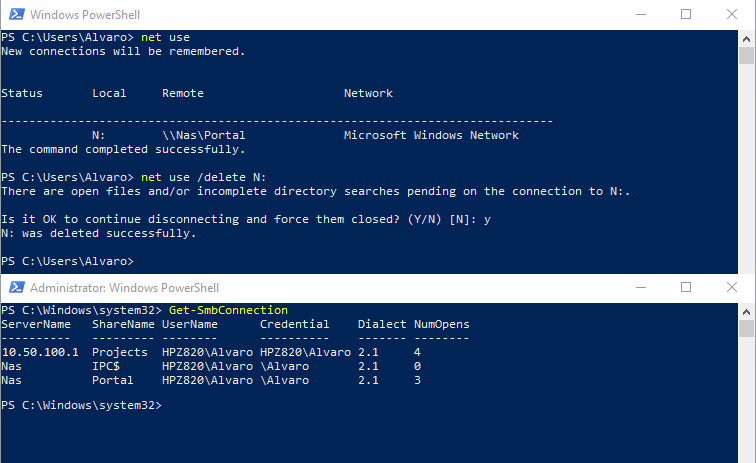 Windows PowerShell
PS C:\Users\Alvaro> net use
New connections will be remembered.
Status       Local     Remote                    Network
-------------------------------------------------------------------------------
             N:        \\Nas\Portal              Microsoft Windows Network
The command completed successfully.
PS C:\Users\Alvaro> net use /delete N:
There are open files and/or incomplete directory searches pending on the connection to N:.
Is it OK to continue disconnecting and force them closed? (Y/N) [N]: y
N: was deleted successfully.
PS C:\Users\Alvaro>
Administrator: Windows PowerShell
PS C:\Windows\system32> Get-SmbConnection
ServerName   ShareName UserName      Credential    Dialect NumOpens
----------   --------- --------      ----------    ------- --------
10.50.100.1  Projects  HPZ820\Alvaro HPZ820\Alvaro 2.1     4
Nas          IPC$      HPZ820\Alvaro \Alvaro       2.1     0
Nas          Portal    HPZ820\Alvaro \Alvaro       2.1     3
PS C:\Windows\system32>